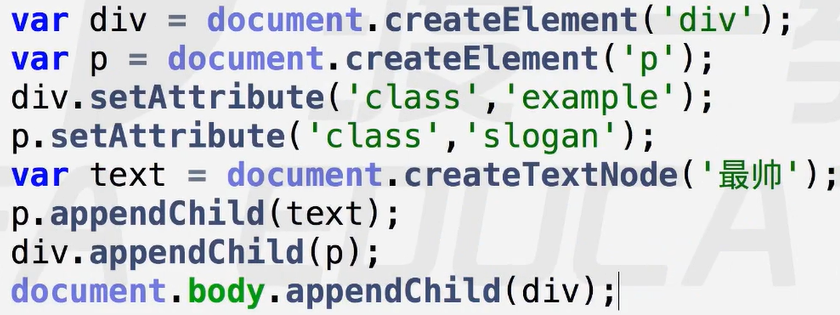 var div = document.createElement('div');
var p = document.createElement('p');
div.setAttribute('class','example');
p.setAttribute('class','slogan');
var text = document.createTextNode('最帅');
p.appendChild(text);
div.appendChild(p);
document.body.appendChild(div);